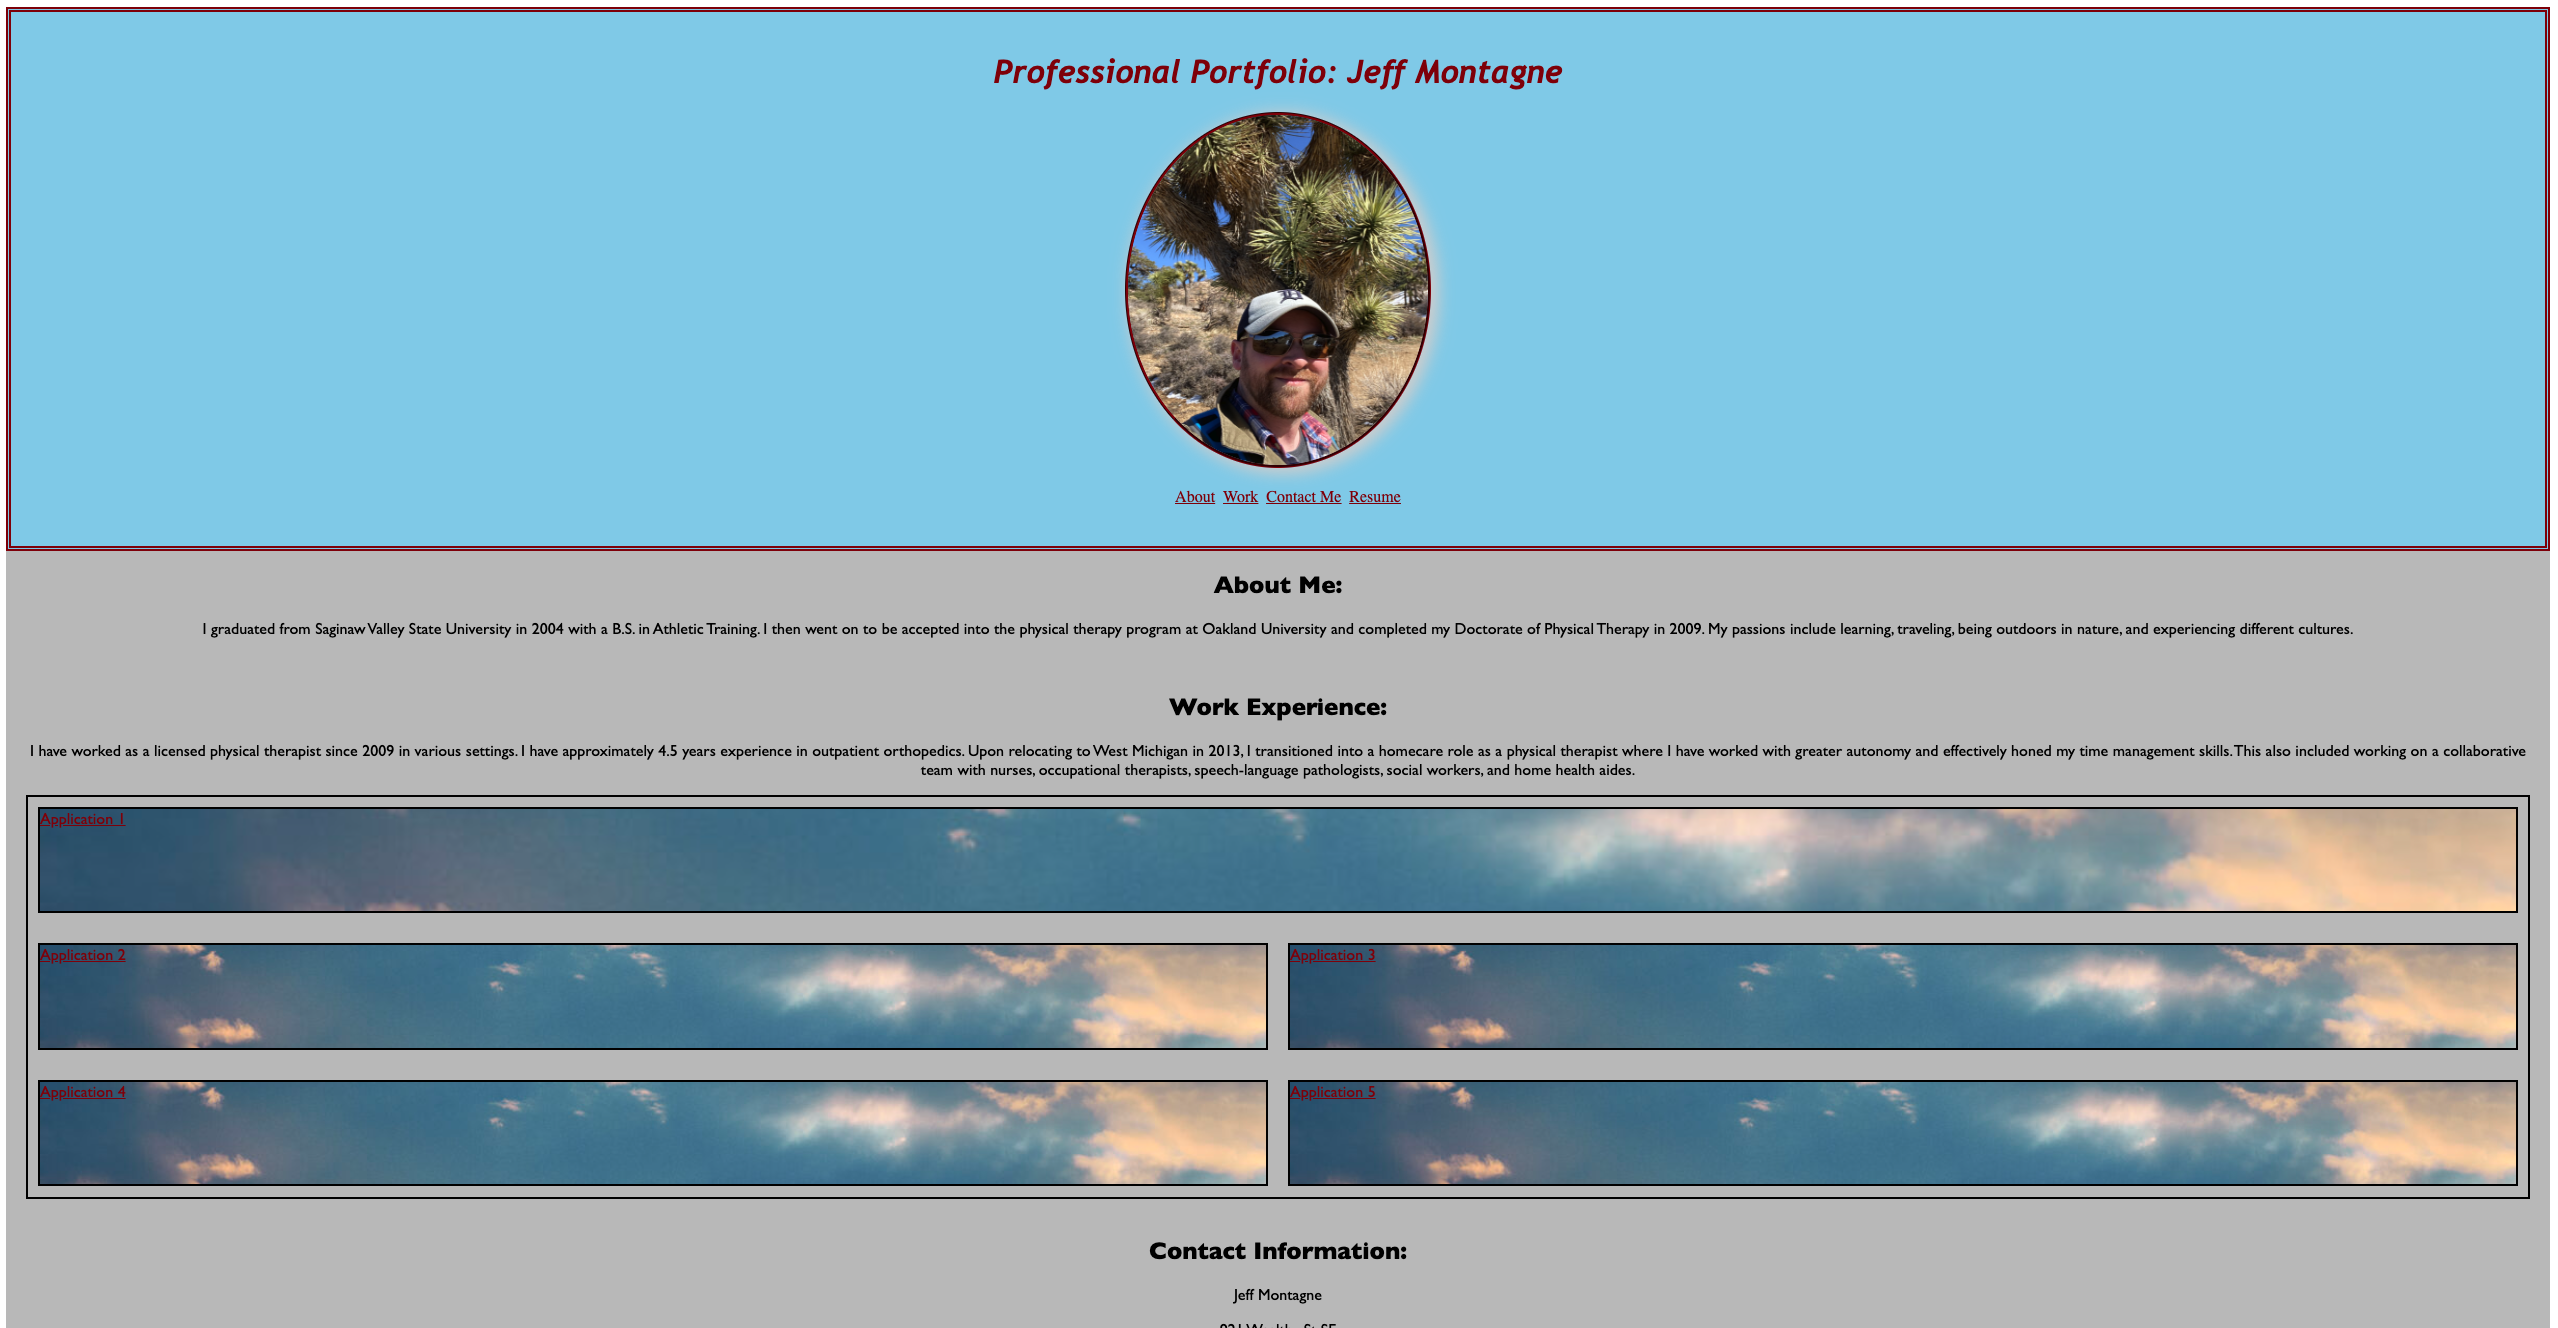 Professional Portfolio: Jeff Montagne
About Work Contact Me Resume
About Me:
I graduated from Saginaw Valley State University in 2004 with a B.S. in Athletic Training. I then went on to be accepted into the physical therapy program at Oakland University and completed my Doctorate of Physical Therapy in 2009. My passions include learning, traveling, being outdoors in nature, and experiencing different cultures.
Work Experience:
I have worked as a licensed physical therapist since 2009 in various settings. I have approximately 4.5 years experience in outpatient orthopedics. Upon relocating to West Michigan in 2013, I transitioned into a homecare role as a physical therapist where I have worked with greater autonomy and effectively honed my time management skills. This also included working on a collaborative
team with nurses, occupational therapists, speech-language pathologists, social workers, and home health aides.
Application 1
Application 2
Application 3
Application 4
Application 5
Contact Information:
Jeff Montagne